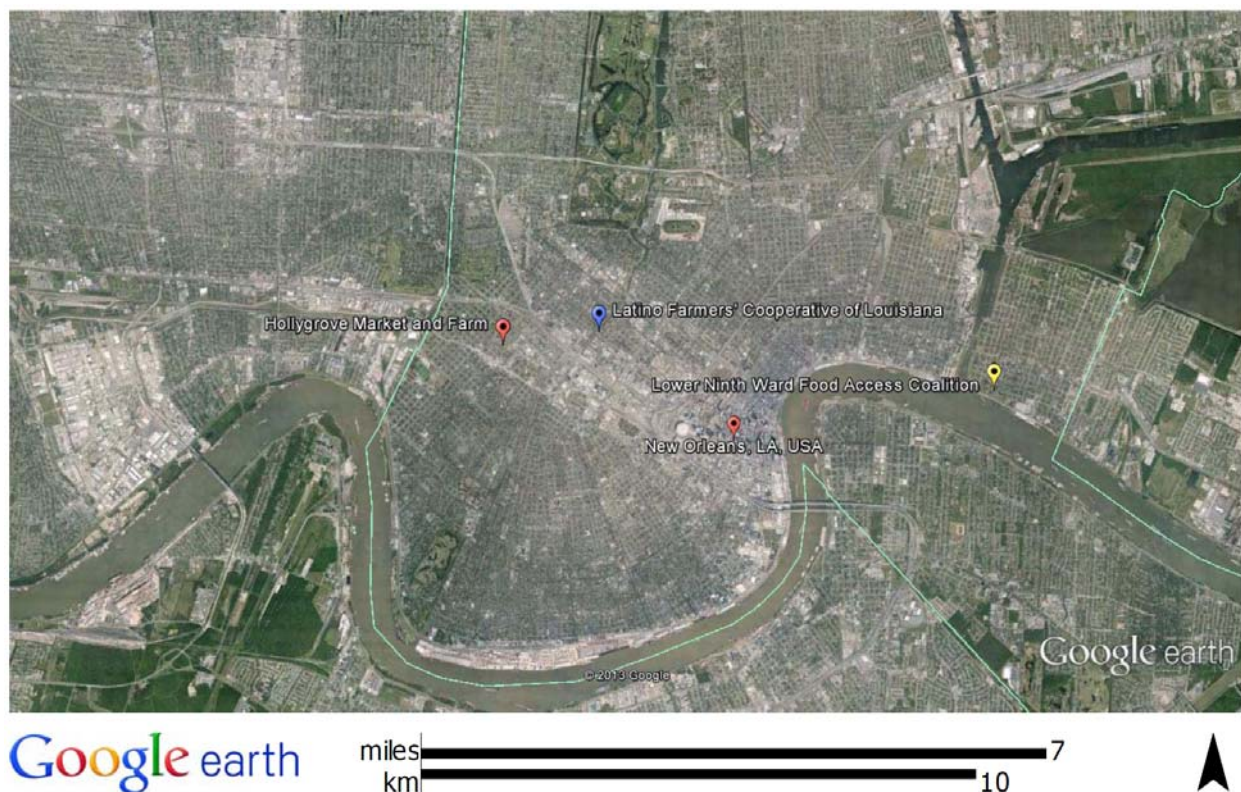 Latino Farmers' Cooperative of Louisiana
Hollygrove Market and Farm
Lower Ninth Ward Food Access Coalition
New Orleans, LA, USA
Google earth
© 2013 Google
Google earth
miles 7
km 10